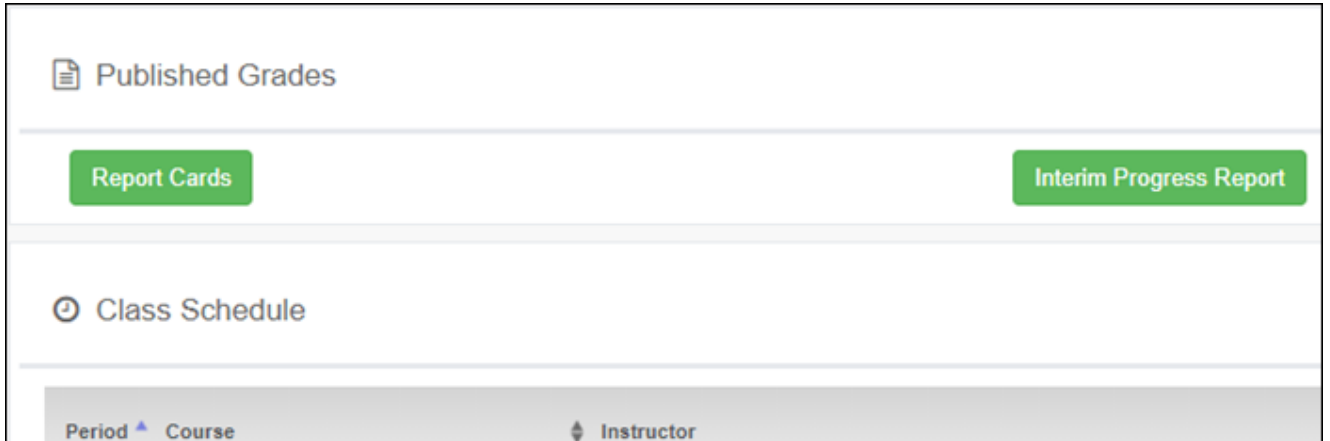 Published Grades
Report Cards Interim Progress Report
Class Schedule
Period Course Instructor